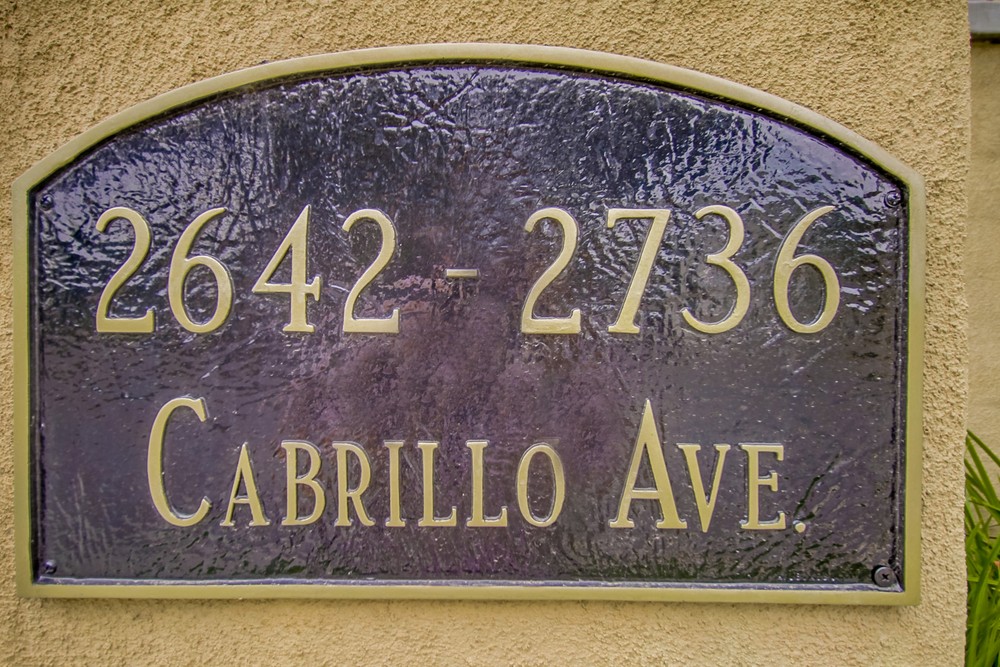 2642 - 2736
CABRILLO AVE.